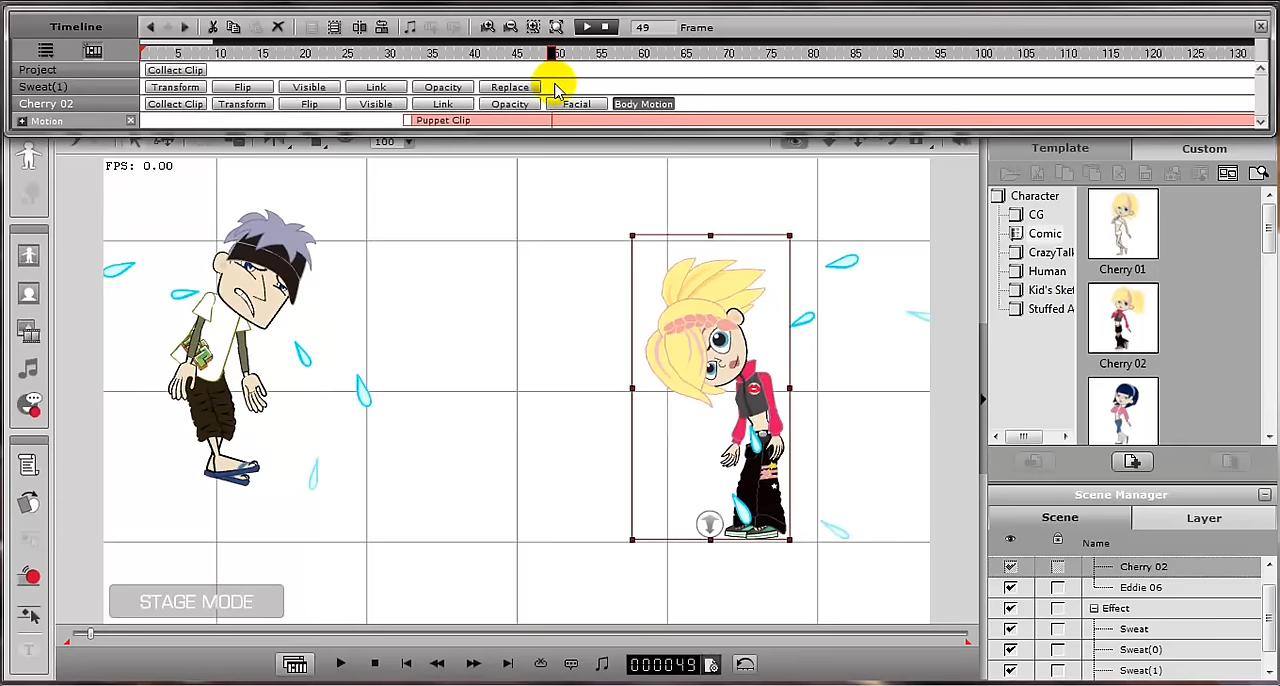 Timeline
49 Frame
5 10 15 20 25 30 35 40 45 50 55 60 65 70 75 80 85 90 95 100 105 110 115 120 125 130
Project Collect Clip
Sweat(1) Transform Flip Visible Link Opacity Replace
Cherry 02 Collect Clip Transform Flip Visible Link Opacity Facial Body Motion
Motion Puppet Clip
100
FPS: 0.00
Template Custom
Character
CG
Comic
CrazyTalk
Human
Kid's Sket
Stuffed A
Cherry 01
Cherry 02
STAGE MODE
000049
Scene Manager
Scene Layer
Name
Cherry 02
Eddie 06
Effect
Sweat
Sweat(0)
Sweat(1)
T